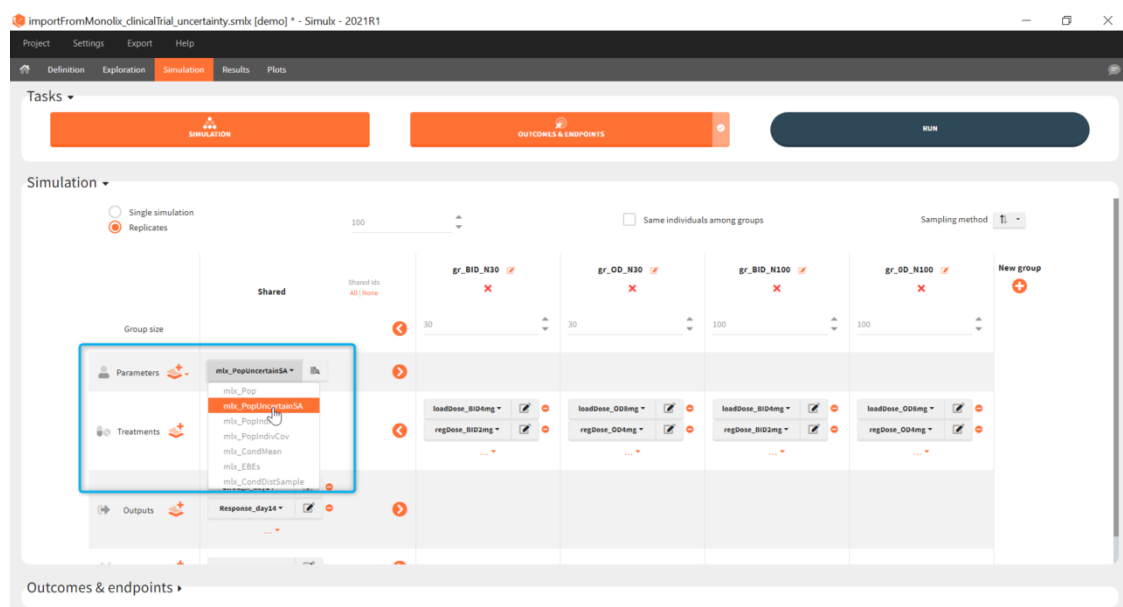 importFromMonolix_clinicalTrial_uncertainty.smlx [demo] * - Simulx - 2021R1
Project Settings Export Help
Definition Exploration Simulation Results Plots
Tasks
SIMULATION
OUTCOMES & ENDPOINTS
RUN
Simulation
Single simulation
Replicates
100
Same individuals among groups
Sampling method
Shared
Shared ids
All | None
gr_BID_N30
gr_OD_N30
gr_BID_N100
gr_OD_N100
New group
Group size
30
30
100
100
Parameters
mlx_PopUncertainSA
mlx_Pop
mlx_PopUncertainSA
mlx_PopIndivCov
mlx_CondMean
mlx_EBEs
mlx_CondDistSample
Treatments
loadDose_BID4mg
loadDose_OD8mg
loadDose_BID4mg
loadDose_OD8mg
regDose_BID2mg
regDose_OD4mg
regDose_BID2mg
regDose_OD4mg
...
...
...
...
Outputs
Response_day14
...
Outcomes & endpoints